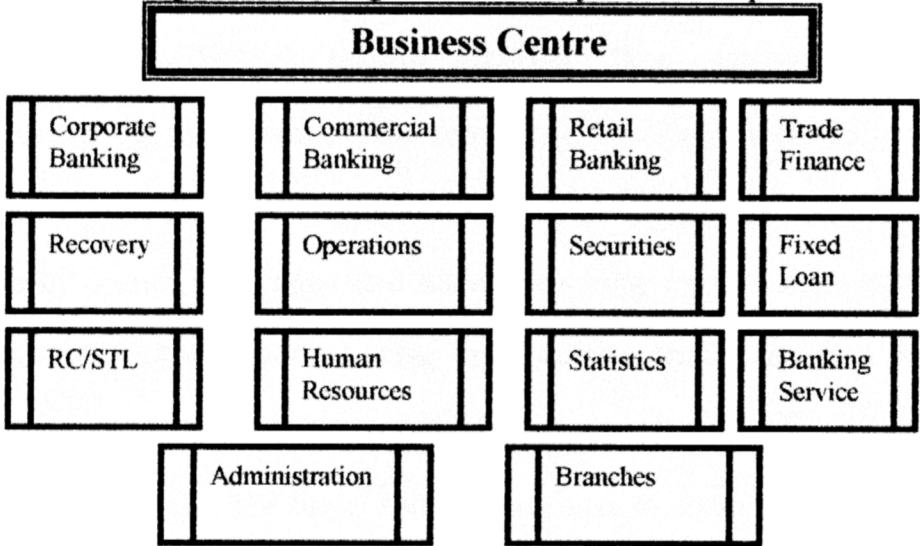 Business Centre
Corporate
Banking
Commercial
Banking
Retail
Banking
Trade
Finance
Recovery
Operations
Securities
Fixed
Loan
RC/STL
Human
Resources
Statistics
Banking
Service
Administration
Branches